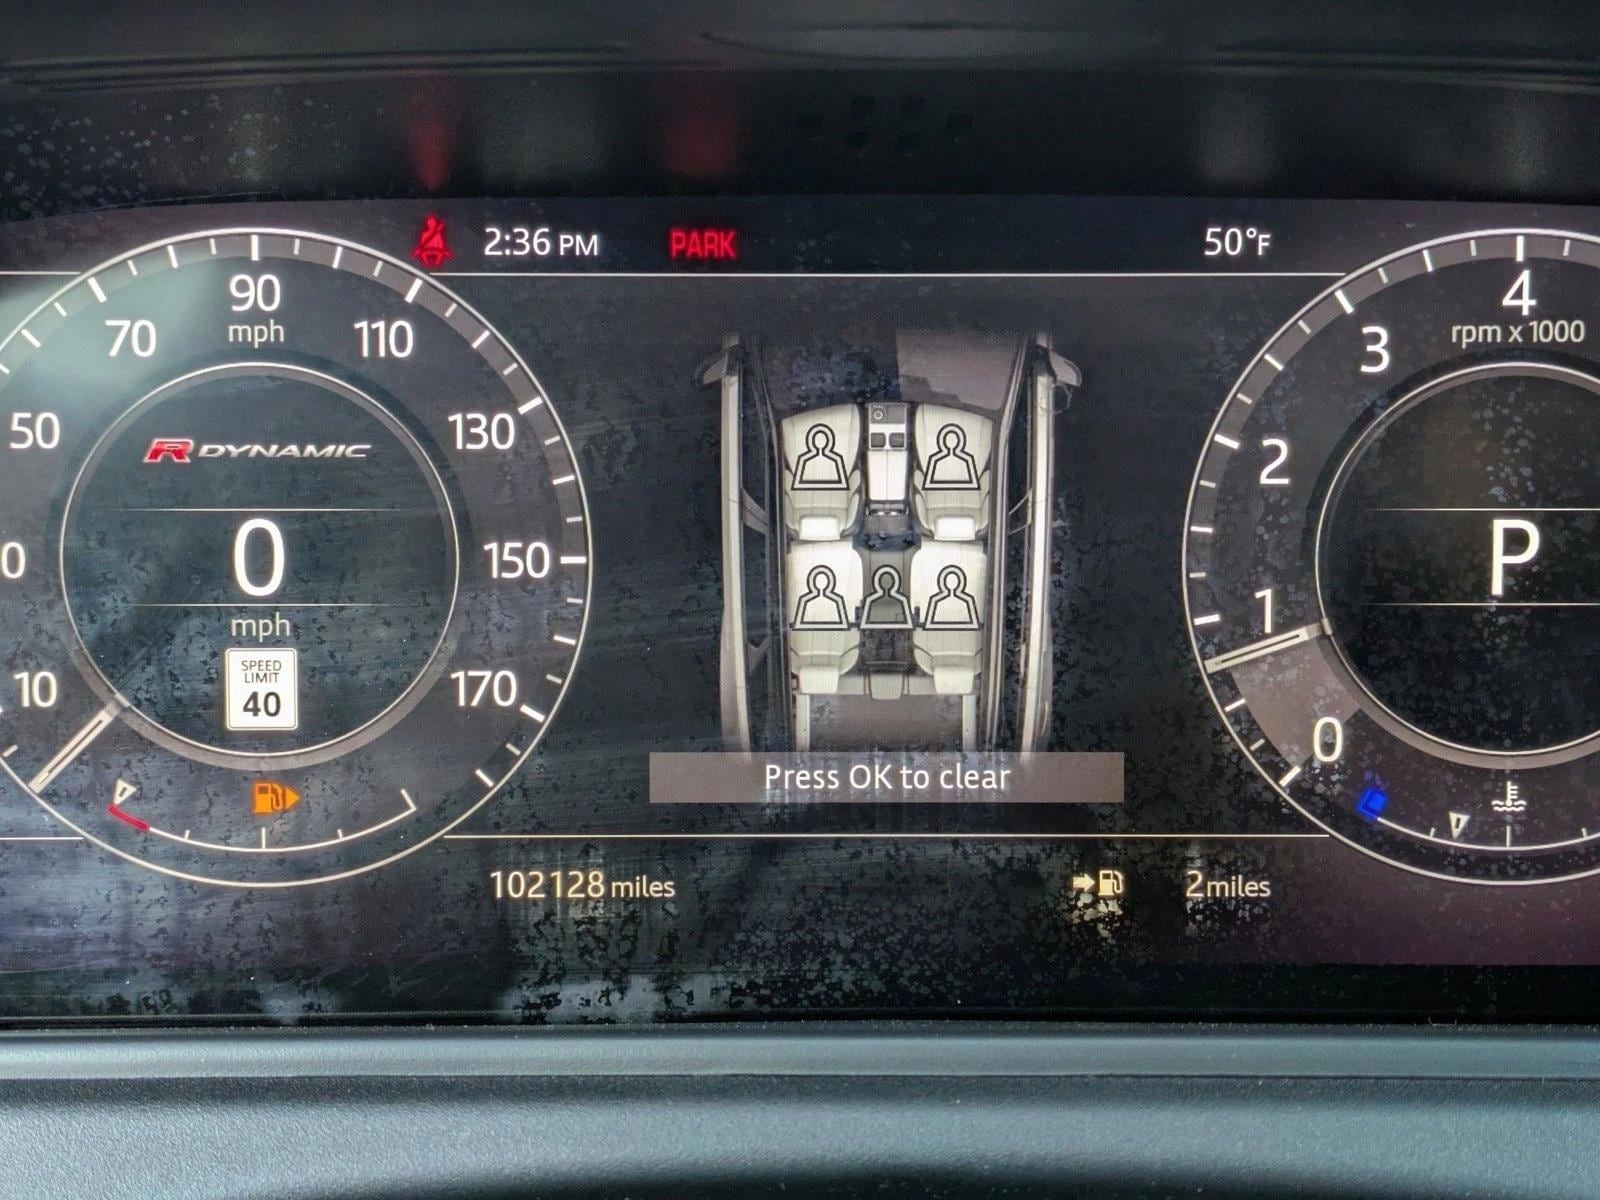 2:36 PM PARK 50°F
0
10
50
70
90
mph
110
130
150
170
R DYNAMIC
0
mph
SPEED
LIMIT
40
Press OK to clear
4
rpm x 1000
3
2
1
0
P
102128 miles
2 miles